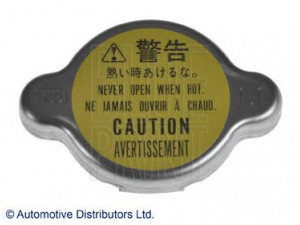 ⚠ 警告
熱い時あけるな。
NEVER OPEN WHEN HOT.
NE JAMAIS OUVRIR À CHAUD.
CAUTION
AVERTISSEMENT
© Automotive Distributors Ltd.